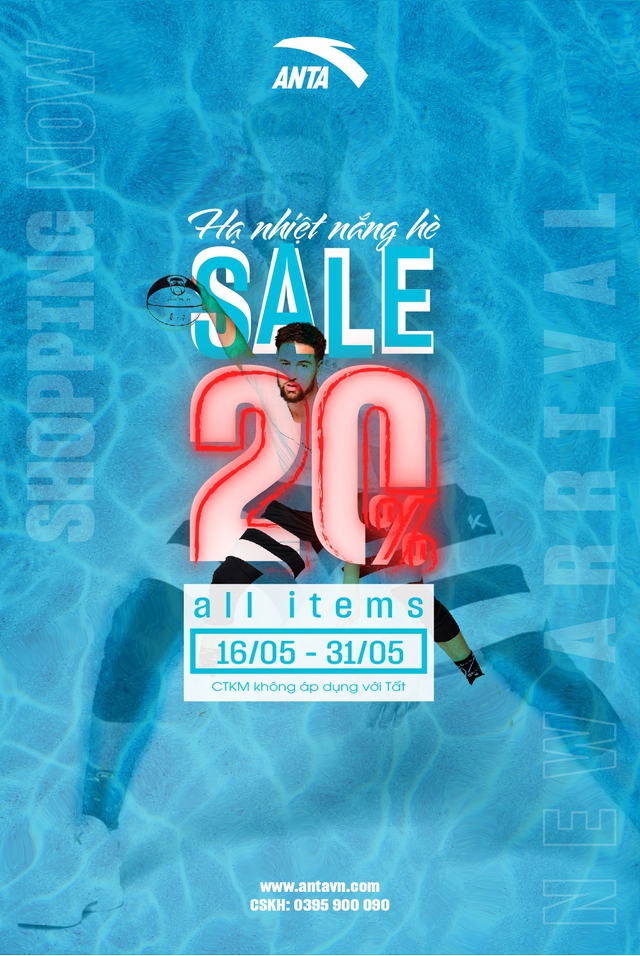 ANTA
Hạ nhiệt nắng hè
SALE
20%
all items
16/05 - 31/05
CTKM không áp dụng với Tất
SHOPPING NOW
NEW ARRIVAL
www.antavn.com
CSKH: 0395 900 090